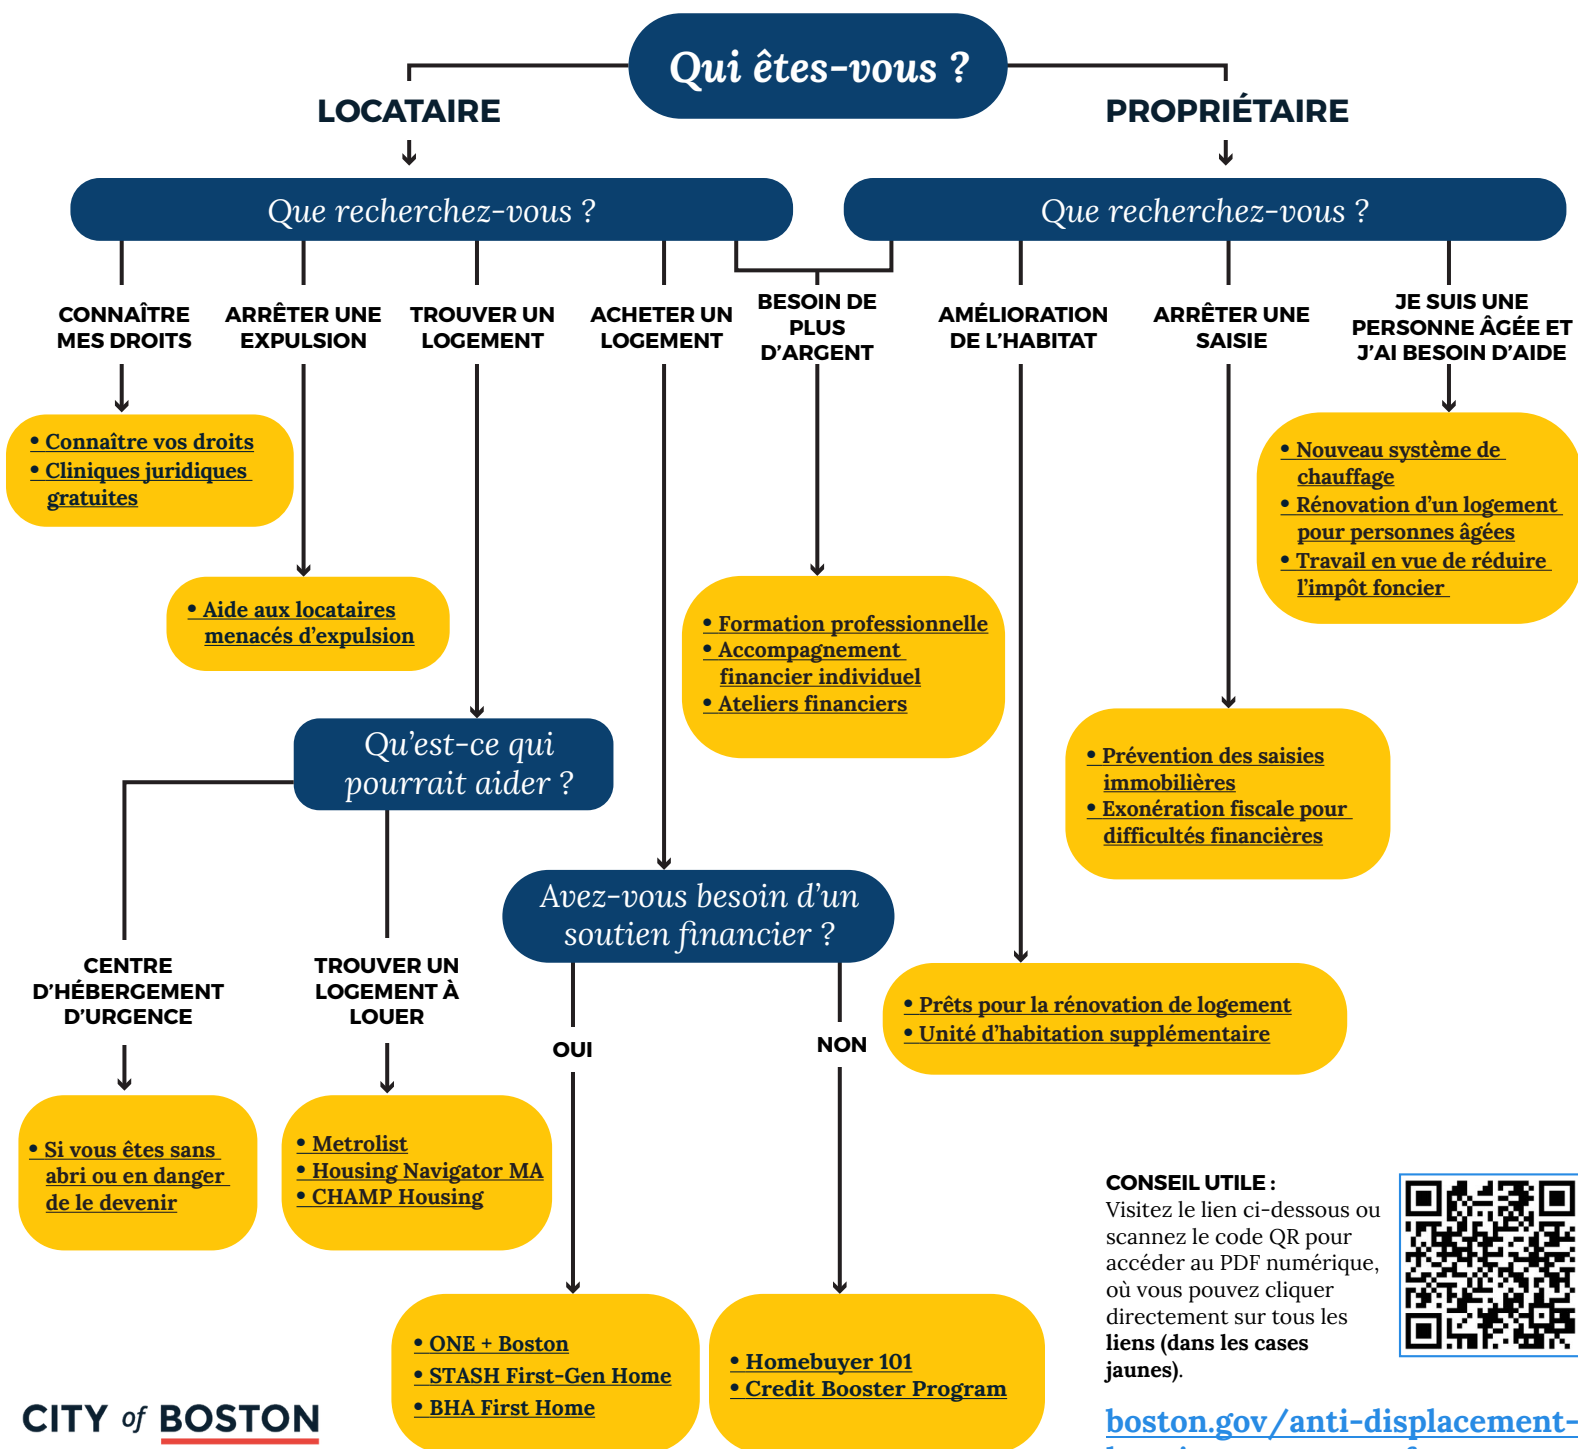 Qui êtes-vous ?
LOCATAIRE
PROPRIÉTAIRE
Que recherchez-vous ?
Que recherchez-vous ?
CONNAÎTRE
MES DROITS
ARRÊTER UNE
EXPULSION
TROUVER UN
LOGEMENT
ACHETER UN
LOGEMENT
BESOIN DE
PLUS
D’ARGENT
AMÉLIORATION
DE L’HABITAT
ARRÊTER UNE
SAISIE
JE SUIS UNE
PERSONNE ÂGÉE ET
J’AI BESOIN D’AIDE
• Connaître vos droits
• Cliniques juridiques
gratuites
• Nouveau système de
chauffage
• Rénovation d’un logement
pour personnes âgées
• Travail en vue de réduire
l’impôt foncier
• Aide aux locataires
menacés d’expulsion
• Formation professionnelle
• Accompagnement
financier individuel
• Ateliers financiers
Qu’est-ce qui
pourrait aider ?
• Prévention des saisies
immobilières
• Exonération fiscale pour
difficultés financières
Avez-vous besoin d’un
soutien financier ?
CENTRE
D’HÉBERGEMENT
D’URGENCE
TROUVER UN
LOGEMENT À
LOUER
OUI
NON
• Prêts pour la rénovation de logement
• Unité d’habitation supplémentaire
• Si vous êtes sans
abri ou en danger
de le devenir
• Metrolist
• Housing Navigator MA
• CHAMP Housing
• ONE + Boston
• STASH First-Gen Home
• BHA First Home
• Homebuyer 101
• Credit Booster Program
CONSEIL UTILE :
Visitez le lien ci-dessous ou
scannez le code QR pour
accéder au PDF numérique,
où vous pouvez cliquer
directement sur tous les
liens (dans les cases
jaunes).
boston.gov/anti-displacement-
CITY of BOSTON